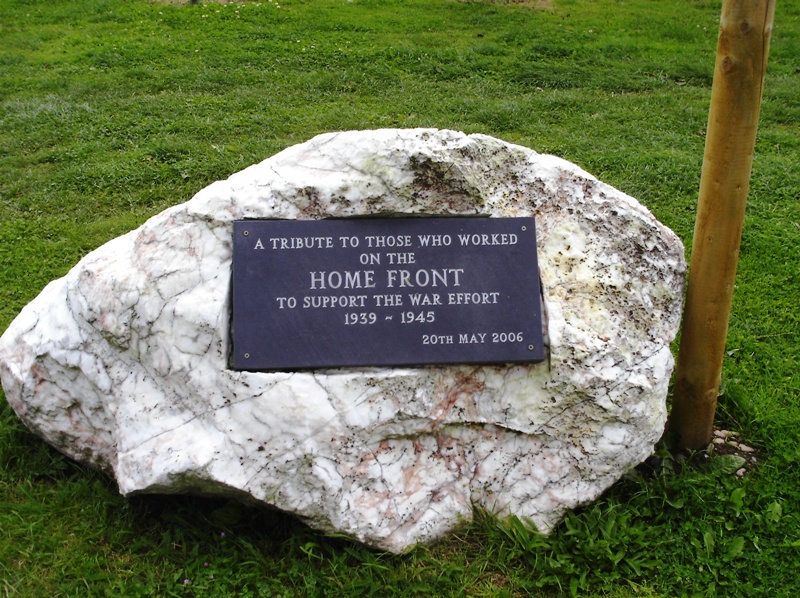 A TRIBUTE TO THOSE WHO WORKED
ON THE
HOME FRONT
TO SUPPORT THE WAR EFFORT
1939 ~ 1945
20TH MAY 2006